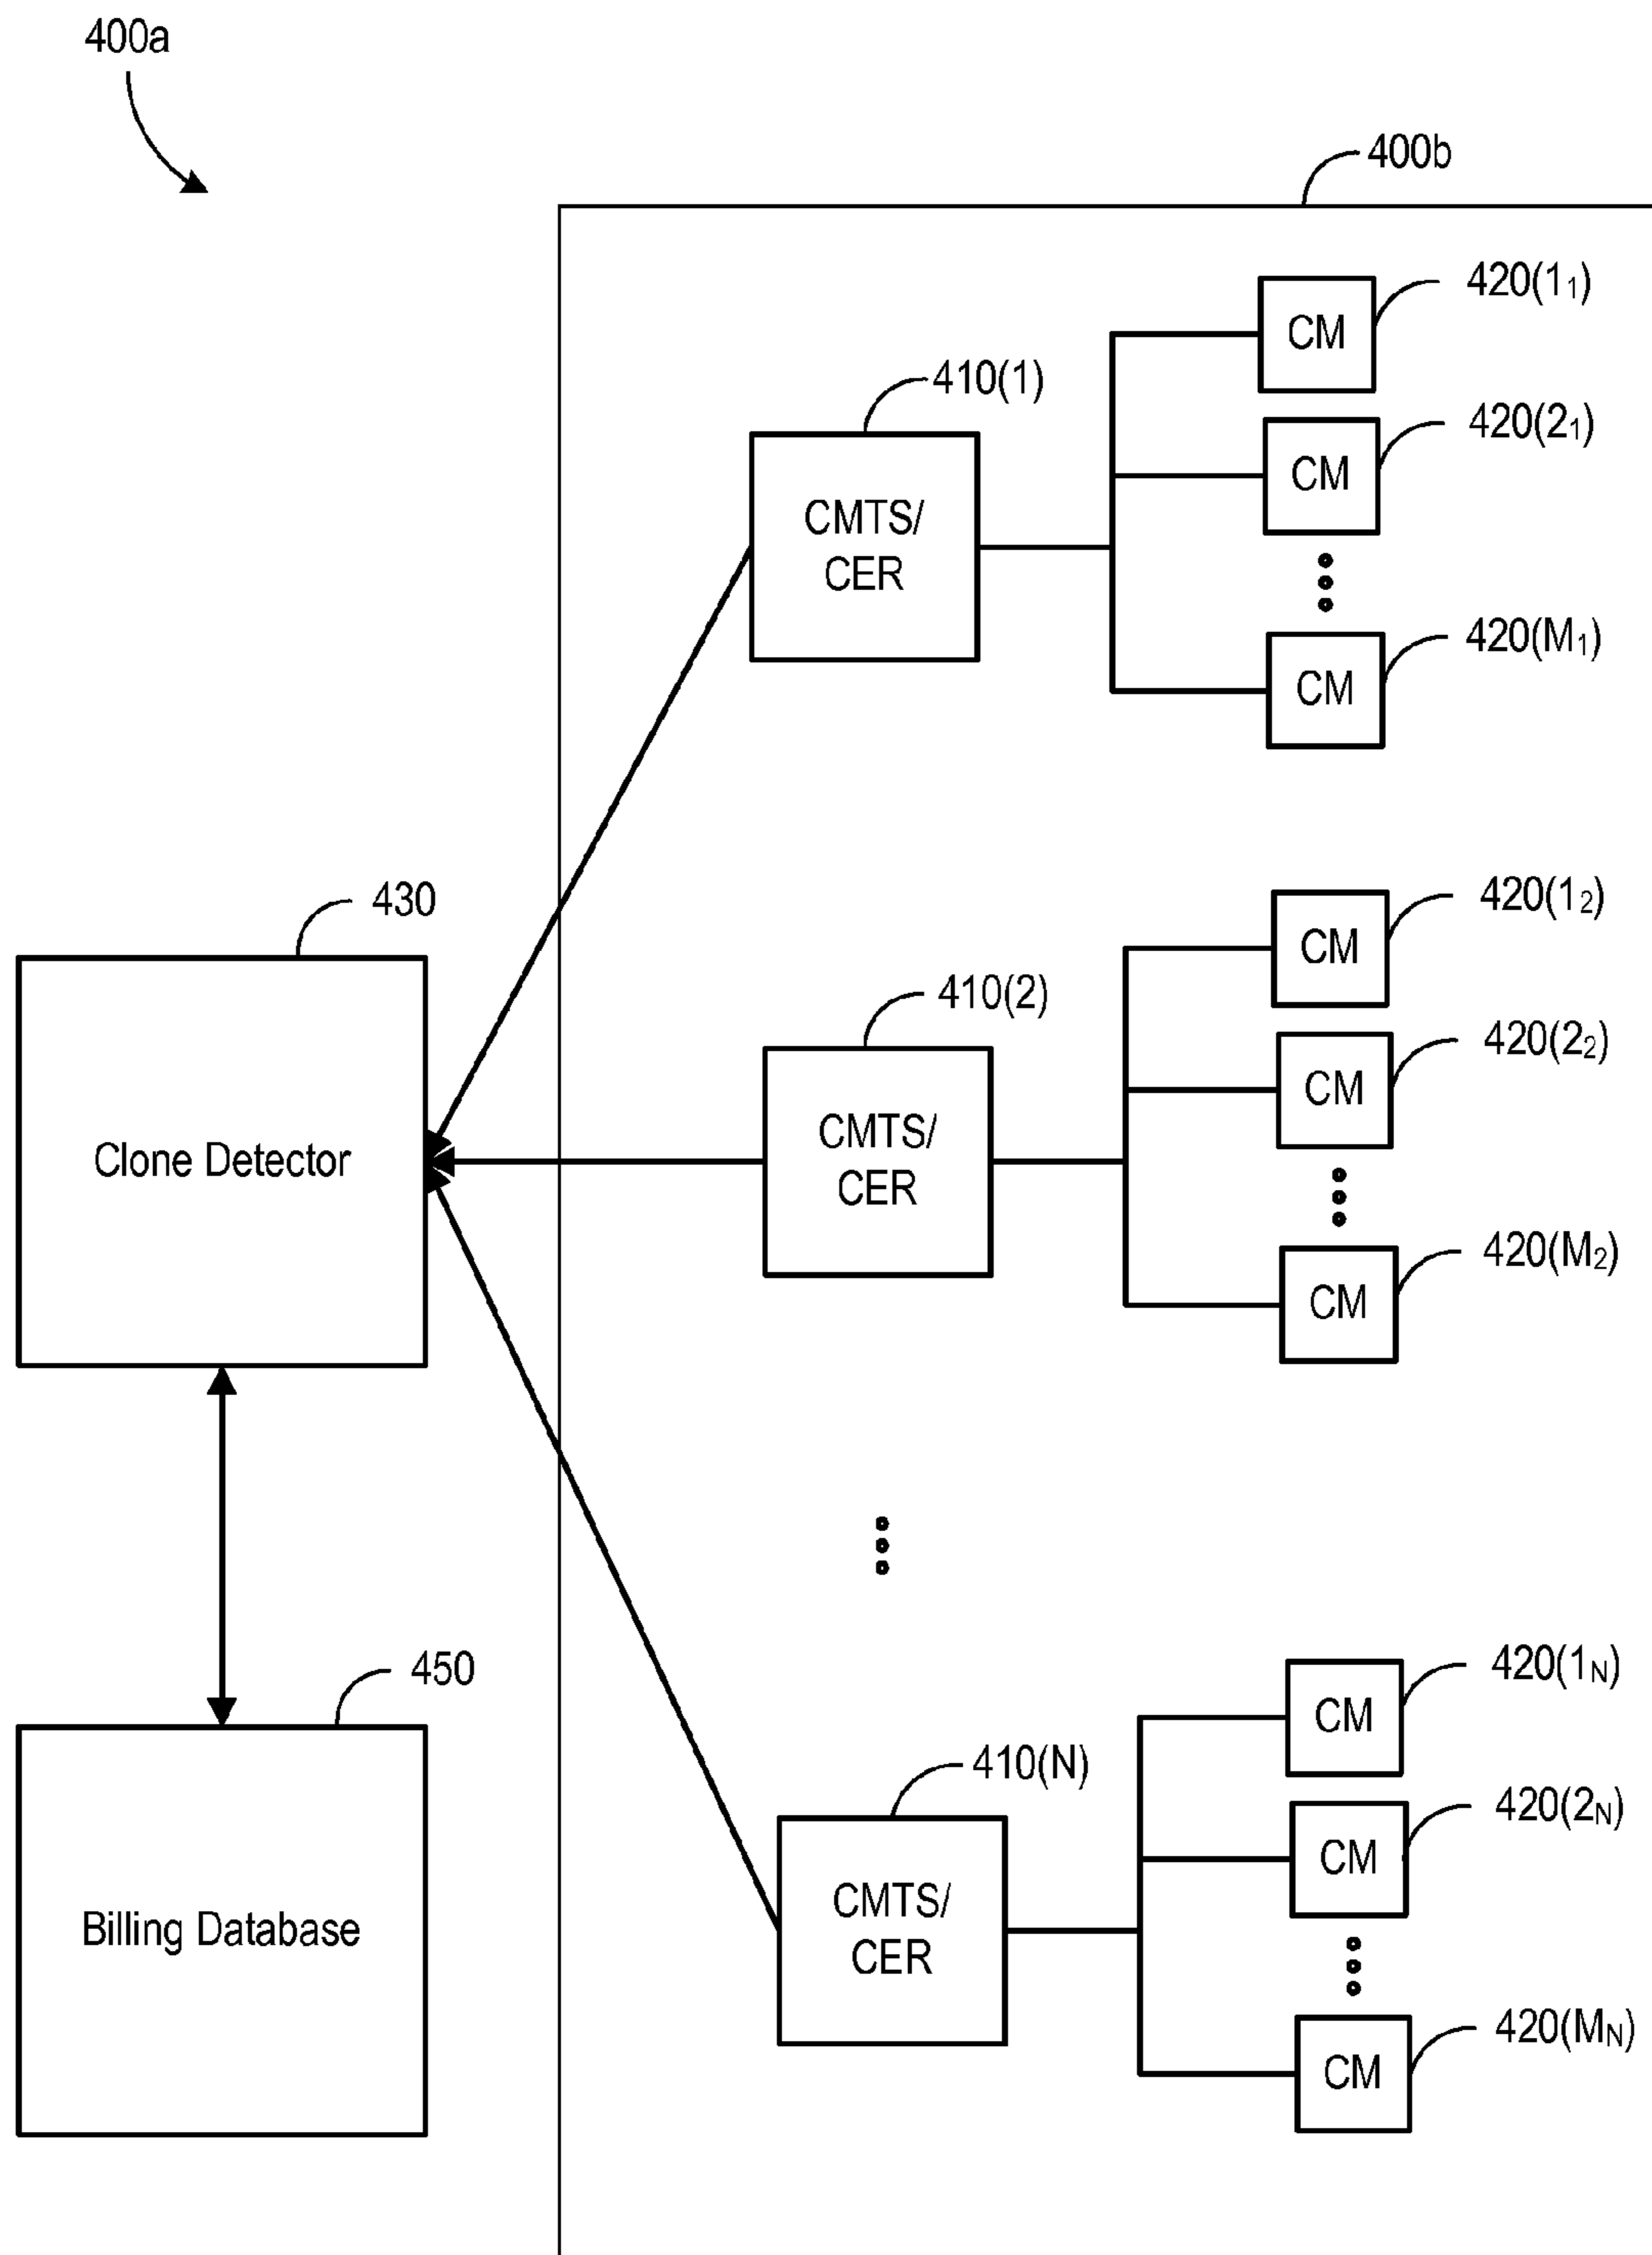 400a
400b
420(1₁)
CM
410(1)
420(2₁)
CM
CMTS/
CER
420(M₁)
CM
430
420(1₂)
CM
410(2)
420(2₂)
CM
Clone Detector
CMTS/
CER
420(M₂)
CM
450
420(1N)
CM
410(N)
420(2N)
CM
Billing Database
CMTS/
CER
420(MN)
CM